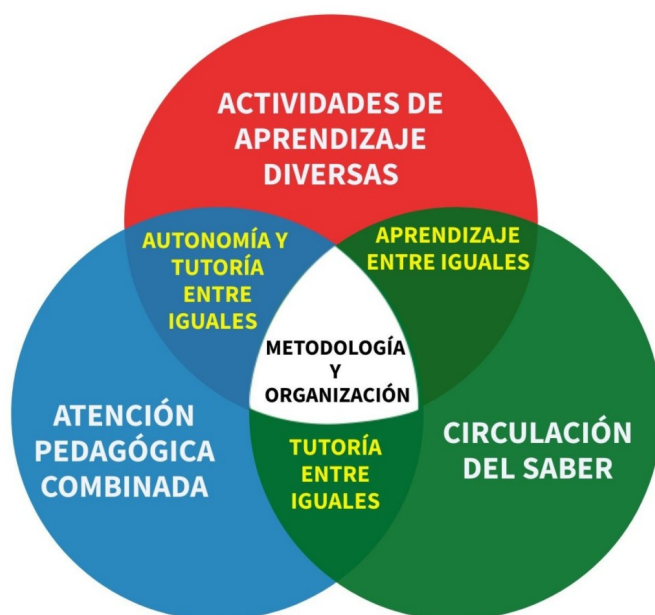 ACTIVIDADES DE
APRENDIZAJE
DIVERSAS
AUTONOMÍA Y
TUTORÍA
ENTRE
IGUALES
APRENDIZAJE
ENTRE IGUALES
METODOLOGÍA
Y
ORGANIZACIÓN
ATENCIÓN
PEDAGÓGICA
COMBINADA
TUTORÍA
ENTRE
IGUALES
CIRCULACIÓN
DEL SABER